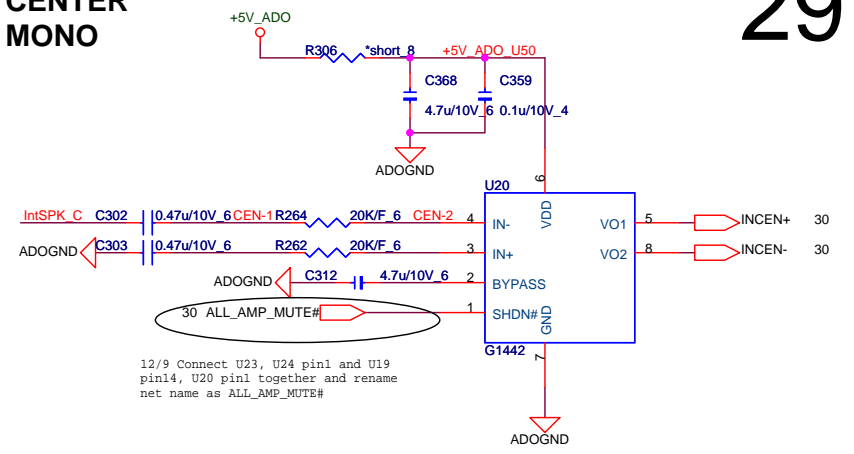 CENTER
MONO
29
+5V_ADO
R306 *short_8 +5V_ADO_U50
C368 C359
4.7u/10V_6 0.1u/10V_4
ADOGND
6
U20
VDD
IntSPK_C C302 0.47u/10V_6 CEN-1 R264 20K/F_6 CEN-2 4 IN- VO1 5 INCEN+ 30
ADOGND C303 0.47u/10V_6 R262 20K/F_6 3 IN+ VO2 8 INCEN- 30
ADOGND C312 4.7u/10V_6 2 BYPASS
30 ALL_AMP_MUTE# 1 SHDN#
GND
G1442
7
12/9 Connect U23, U24 pin1 and U19
pin14, U20 pin1 together and rename
net name as ALL_AMP_MUTE#
ADOGND